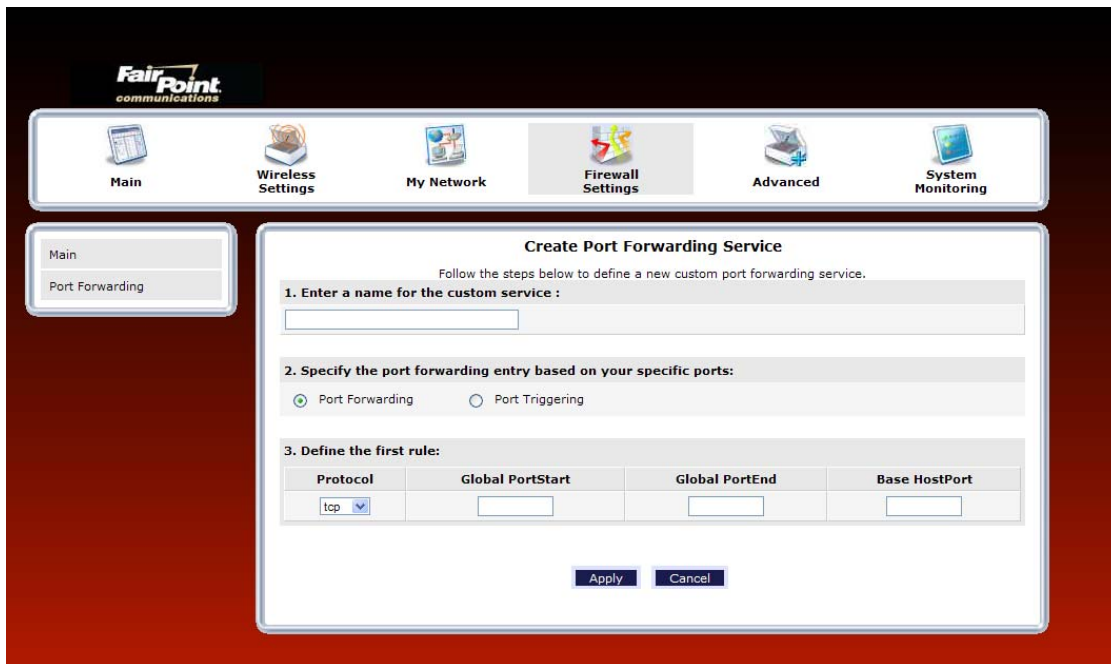 FairPoint.
communications
Main
Wireless
Settings
My Network
Firewall
Settings
Advanced
System
Monitoring
Main
Port Forwarding
Create Port Forwarding Service
Follow the steps below to define a new custom port forwarding service.
1. Enter a name for the custom service :
2. Specify the port forwarding entry based on your specific ports:
Port Forwarding Port Triggering
3. Define the first rule:
Protocol Global PortStart Global PortEnd Base HostPort
tcp
Apply Cancel